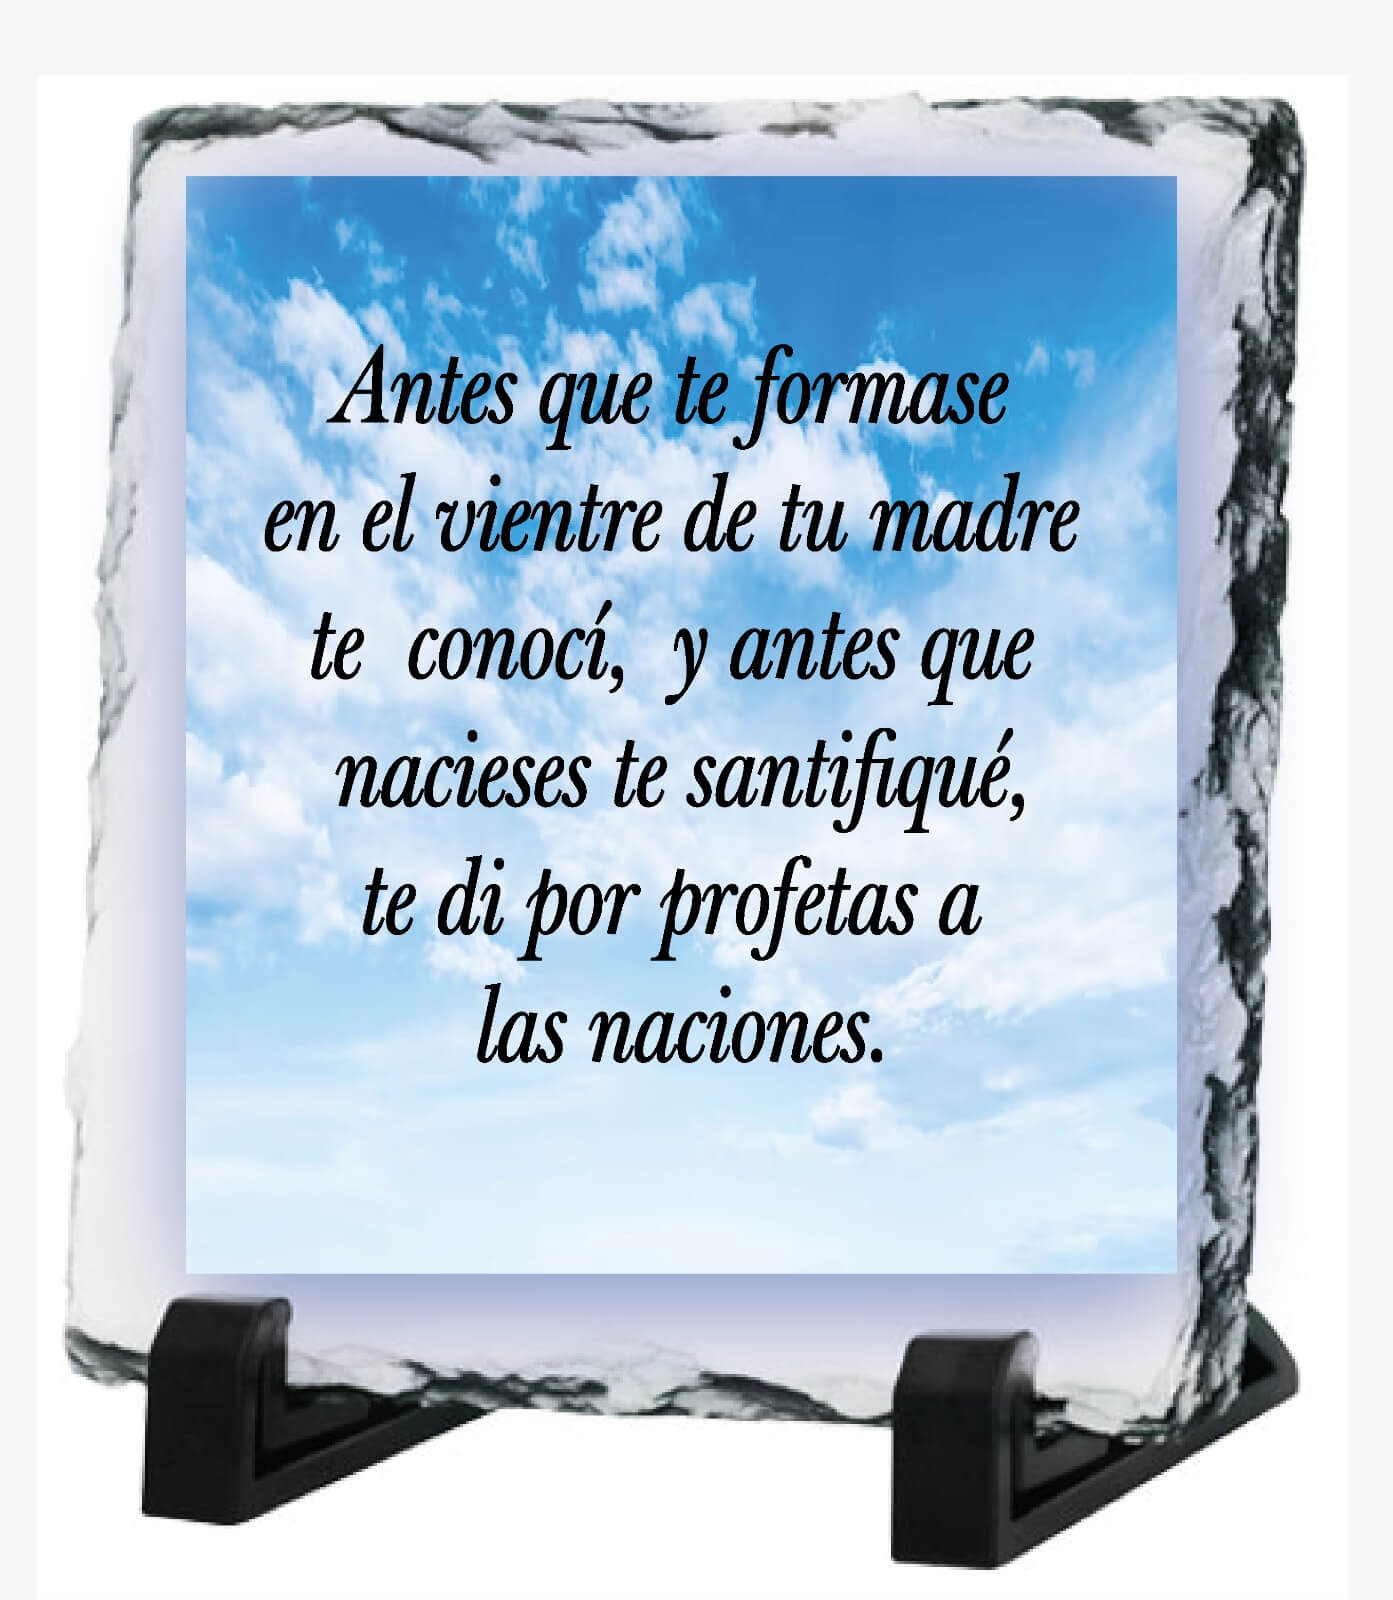 Antes que te formase
en el vientre de tu madre
te conocí, y antes que
nacieses te santifiqué,
te di por profetas a
las naciones.